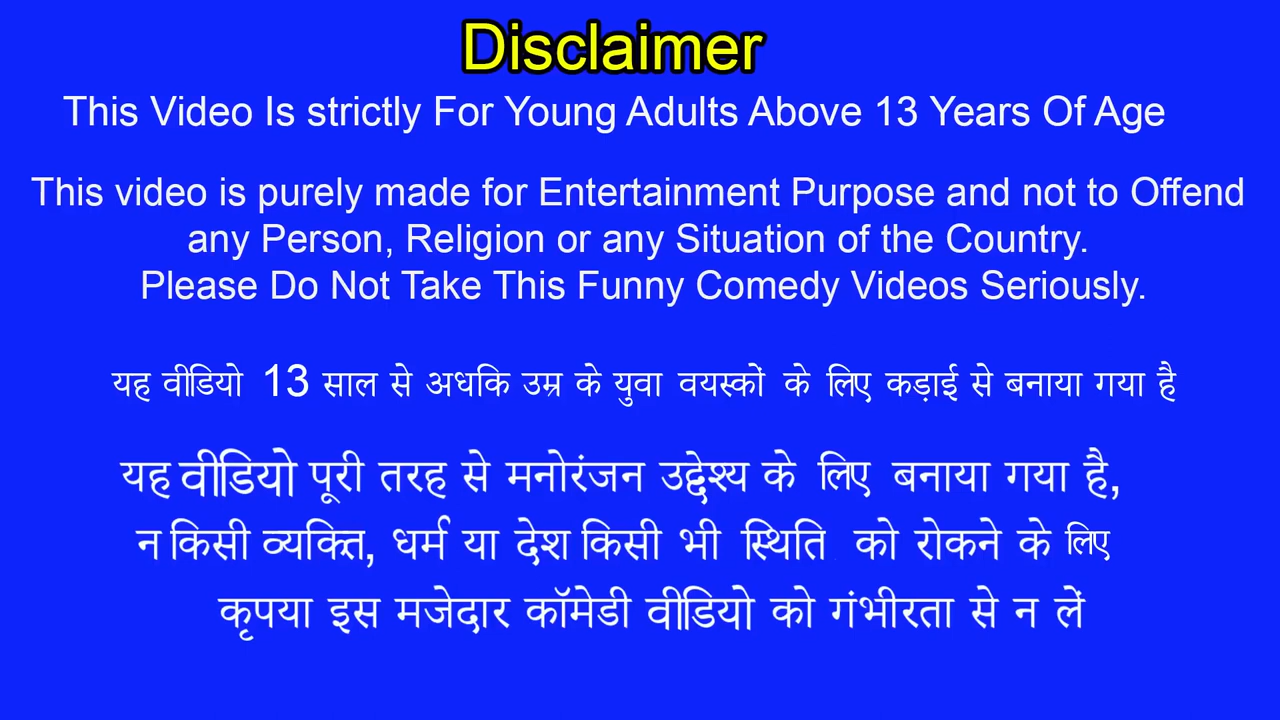 Disclaimer
This Video Is strictly For Young Adults Above 13 Years Of Age
This video is purely made for Entertainment Purpose and not to Offend
any Person, Religion or any Situation of the Country.
Please Do Not Take This Funny Comedy Videos Seriously.
यह वीडियो 13 साल से अधकि उम्र के युवा वयस्कों के लिए कड़ाई से बनाया गया है
यह वीडियो पूरी तरह से मनोरंजन उद्देश्य के लिए बनाया गया है,
न किसी व्यक्ति, धर्म या देश किसी भी स्थिति को रोकने के लिए
कृपया इस मजेदार कॉमेडी वीडियो को गंभीरता से न लें